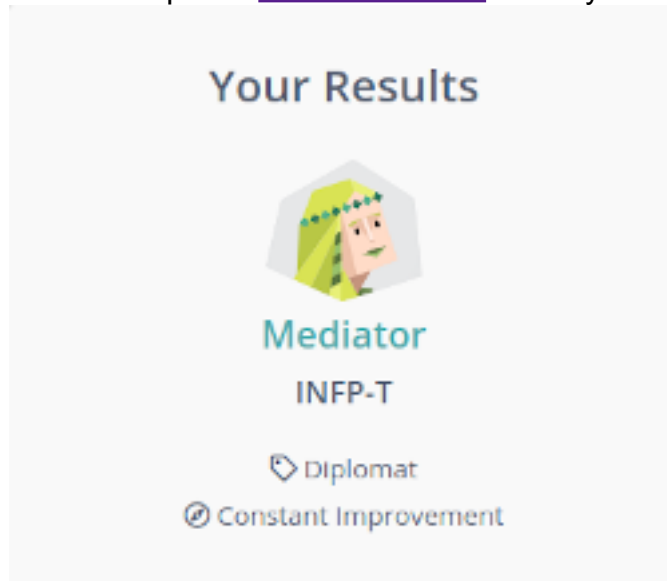 Your Results
Mediator
INFP-T
Diplomat
Constant Improvement